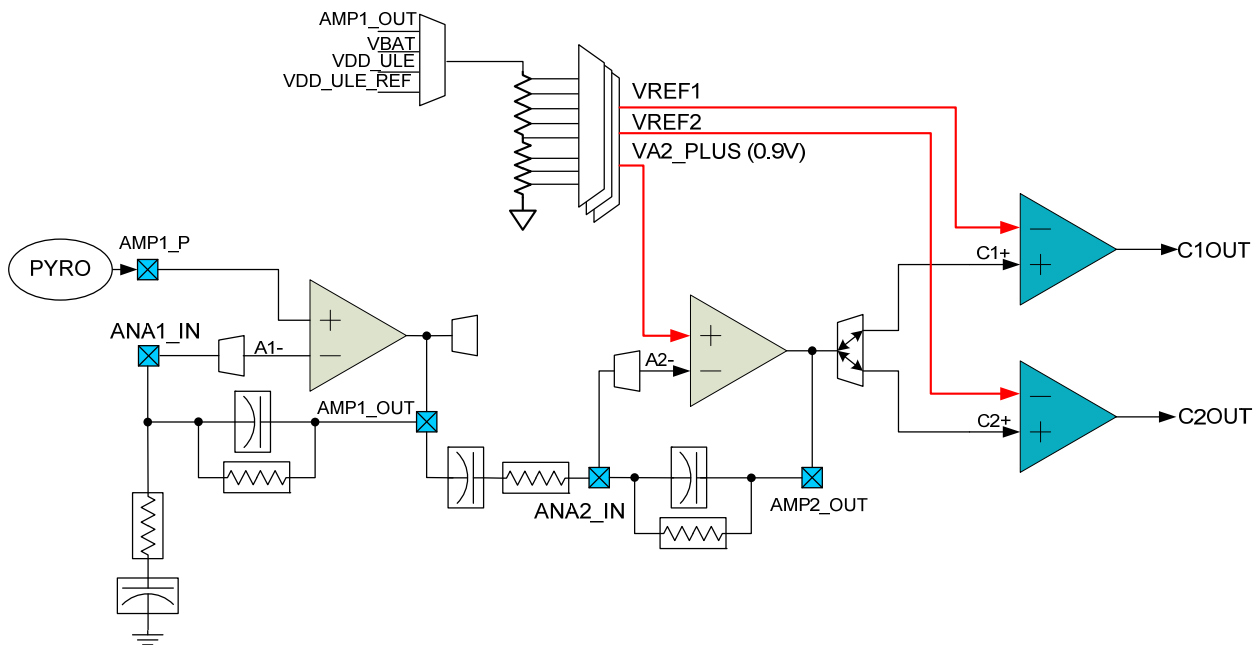 AMP1_OUT
VBAT
VDD_ULE
VDD_ULE_REF
VREF1
VREF2
VA2_PLUS (0.9V)
AMP1_P
PYRO
ANA1_IN
A1-
+
−
AMP1_OUT
A2-
+
−
ANA2_IN
AMP2_OUT
C1+
−
+
C1OUT
C2+
−
+
C2OUT